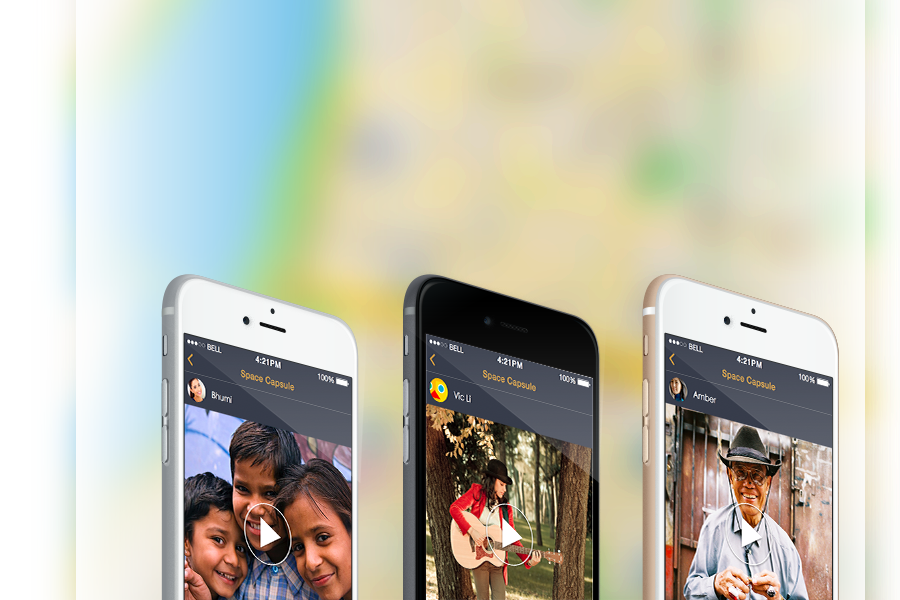 ●●●○○ BELL
4:21PM
100%
Space Capsule
Bhumi
●●●○○ BELL
4:21PM
100%
Space Capsule
Vic Li
●●●○○ BELL
4:21PM
100%
Space Capsule
Amber